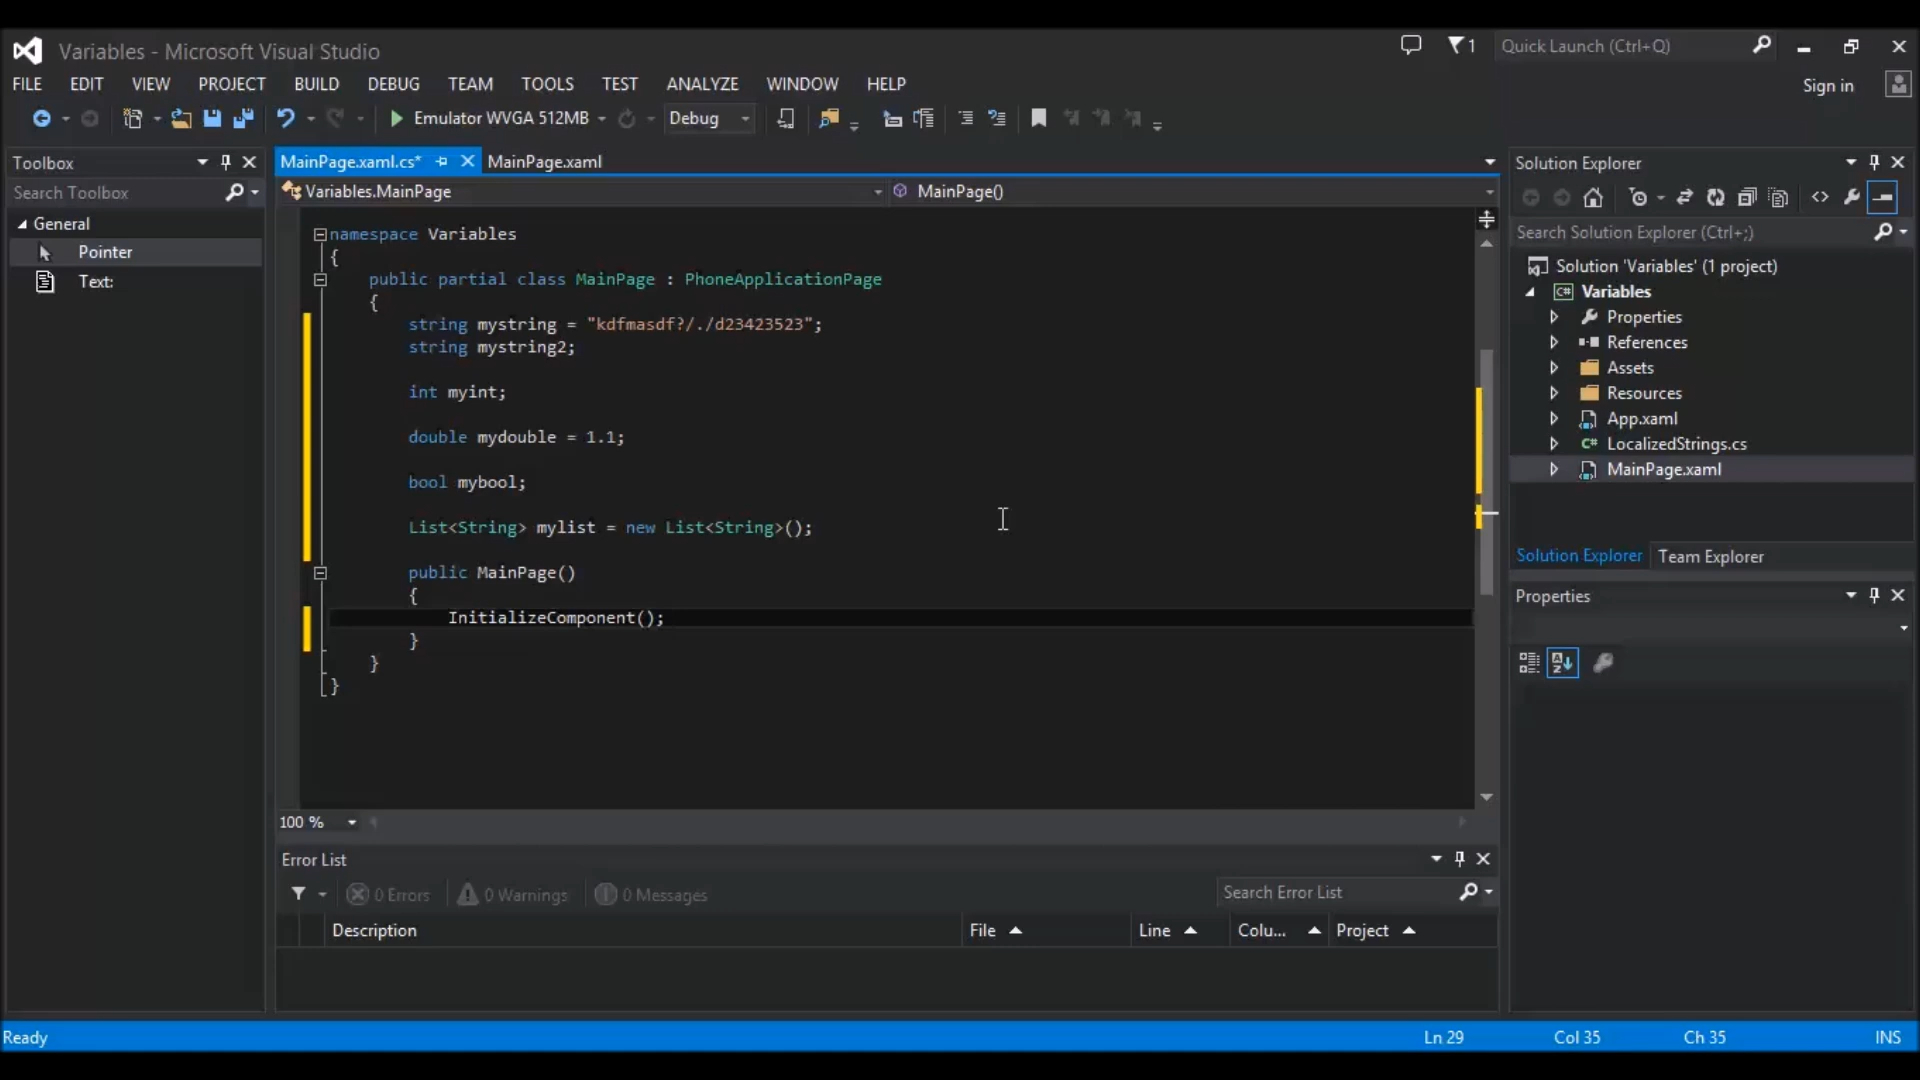 Variables - Microsoft Visual Studio
1
Quick Launch (Ctrl+Q)
FILE EDIT VIEW PROJECT BUILD DEBUG TEAM TOOLS TEST ANALYZE WINDOW HELP
Sign in
Emulator WVGA 512MB
Debug
Toolbox
Search Toolbox
General
Pointer
Text:
MainPage.xaml.cs*
MainPage.xaml
Variables.MainPage
MainPage()
namespace Variables
{
public partial class MainPage : PhoneApplicationPage
{
string mystring = "kdfmasdf?/./d23423523";
string mystring2;
int myint;
double mydouble = 1.1;
bool mybool;
List<String> mylist = new List<String>();
public MainPage()
{
InitializeComponent();
}
}
}
100 %
Error List
0 Errors
0 Warnings
0 Messages
Search Error List
Description
File
Line
Colu...
Project
Solution Explorer
Search Solution Explorer (Ctrl+;)
Solution 'Variables' (1 project)
C# Variables
Properties
References
Assets
Resources
App.xaml
C# LocalizedStrings.cs
MainPage.xaml
Solution Explorer
Team Explorer
Properties
Ready
Ln 29
Col 35
Ch 35
INS